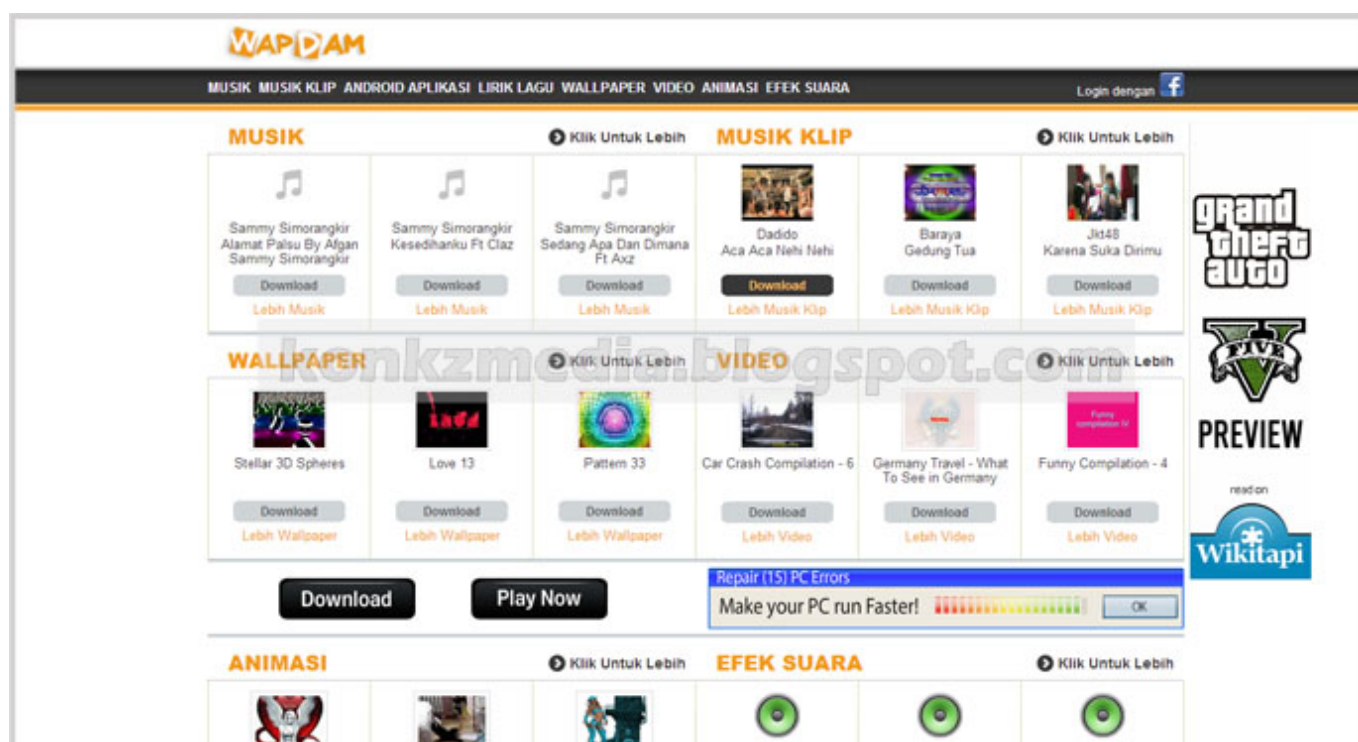 WAPDAM
MUSIK MUSIK KLIP ANDROID APLIKASI LIRIK LAGU WALLPAPER VIDEO ANIMASI EFEK SUARA
Login dengan f
MUSIK
Klik Untuk Lebih
Sammy Simorangkir
Alamat Palsu By Afgan
Sammy Simorangkir
Download
Lebih Musik
Sammy Simorangkir
Kesedihanku Ft Claz
Download
Lebih Musik
Sammy Simorangkir
Sedang Apa Dan Dimana
Ft Axz
Download
Lebih Musik
MUSIK KLIP
Klik Untuk Lebih
Dadido
Aca Aca Nehi Nehi
Download
Lebih Musik Klip
Baraya
Gedung Tua
Download
Lebih Musik Klip
Jkt48
Karena Suka Dirimu
Download
Lebih Musik Klip
konkzmedia.blogspot.com
WALLPAPER
Klik Untuk Lebih
Stellar 3D Spheres
Download
Lebih Wallpaper
Love 13
Download
Lebih Wallpaper
Pattern 33
Download
Lebih Wallpaper
VIDEO
Klik Untuk Lebih
Car Crash Compilation - 6
Download
Lebih Video
Germany Travel - What
To See in Germany
Download
Lebih Video
Funny
compilation IV
Funny Compilation - 4
Download
Lebih Video
grand
theft
auto
V
FIVE
PREVIEW
read on
Wikitapi
Download
Play Now
Repair (15) PC Errors
Make your PC run Faster!
OK
ANIMASI
Klik Untuk Lebih
EFEK SUARA
Klik Untuk Lebih